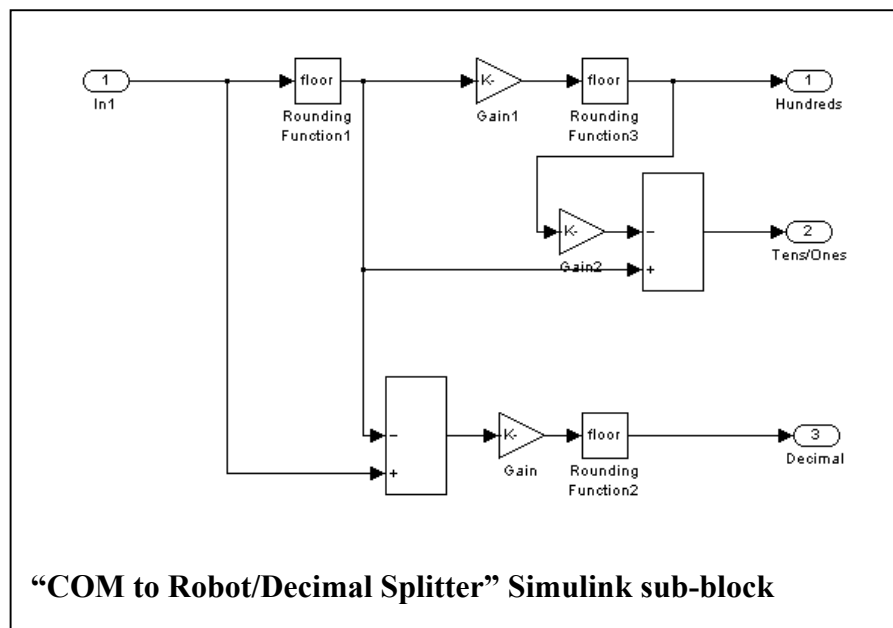 1
In1
floor
Rounding
Function1
K-
Gain1
floor
Rounding
Function3
1
Hundreds
K-
Gain2
−
+
2
Tens/Ones
−
+
K-
Gain
floor
Rounding
Function2
3
Decimal
“COM to Robot/Decimal Splitter” Simulink sub-block